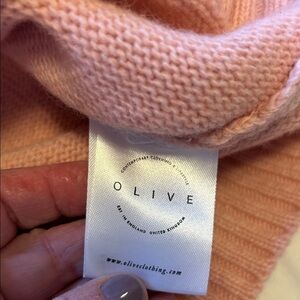 CONTEMPORARY CLOTHING & LIFESTYLE
OLIVE
EST. IN ENGLAND, UNITED KINGDOM
www.oliveclothing.com